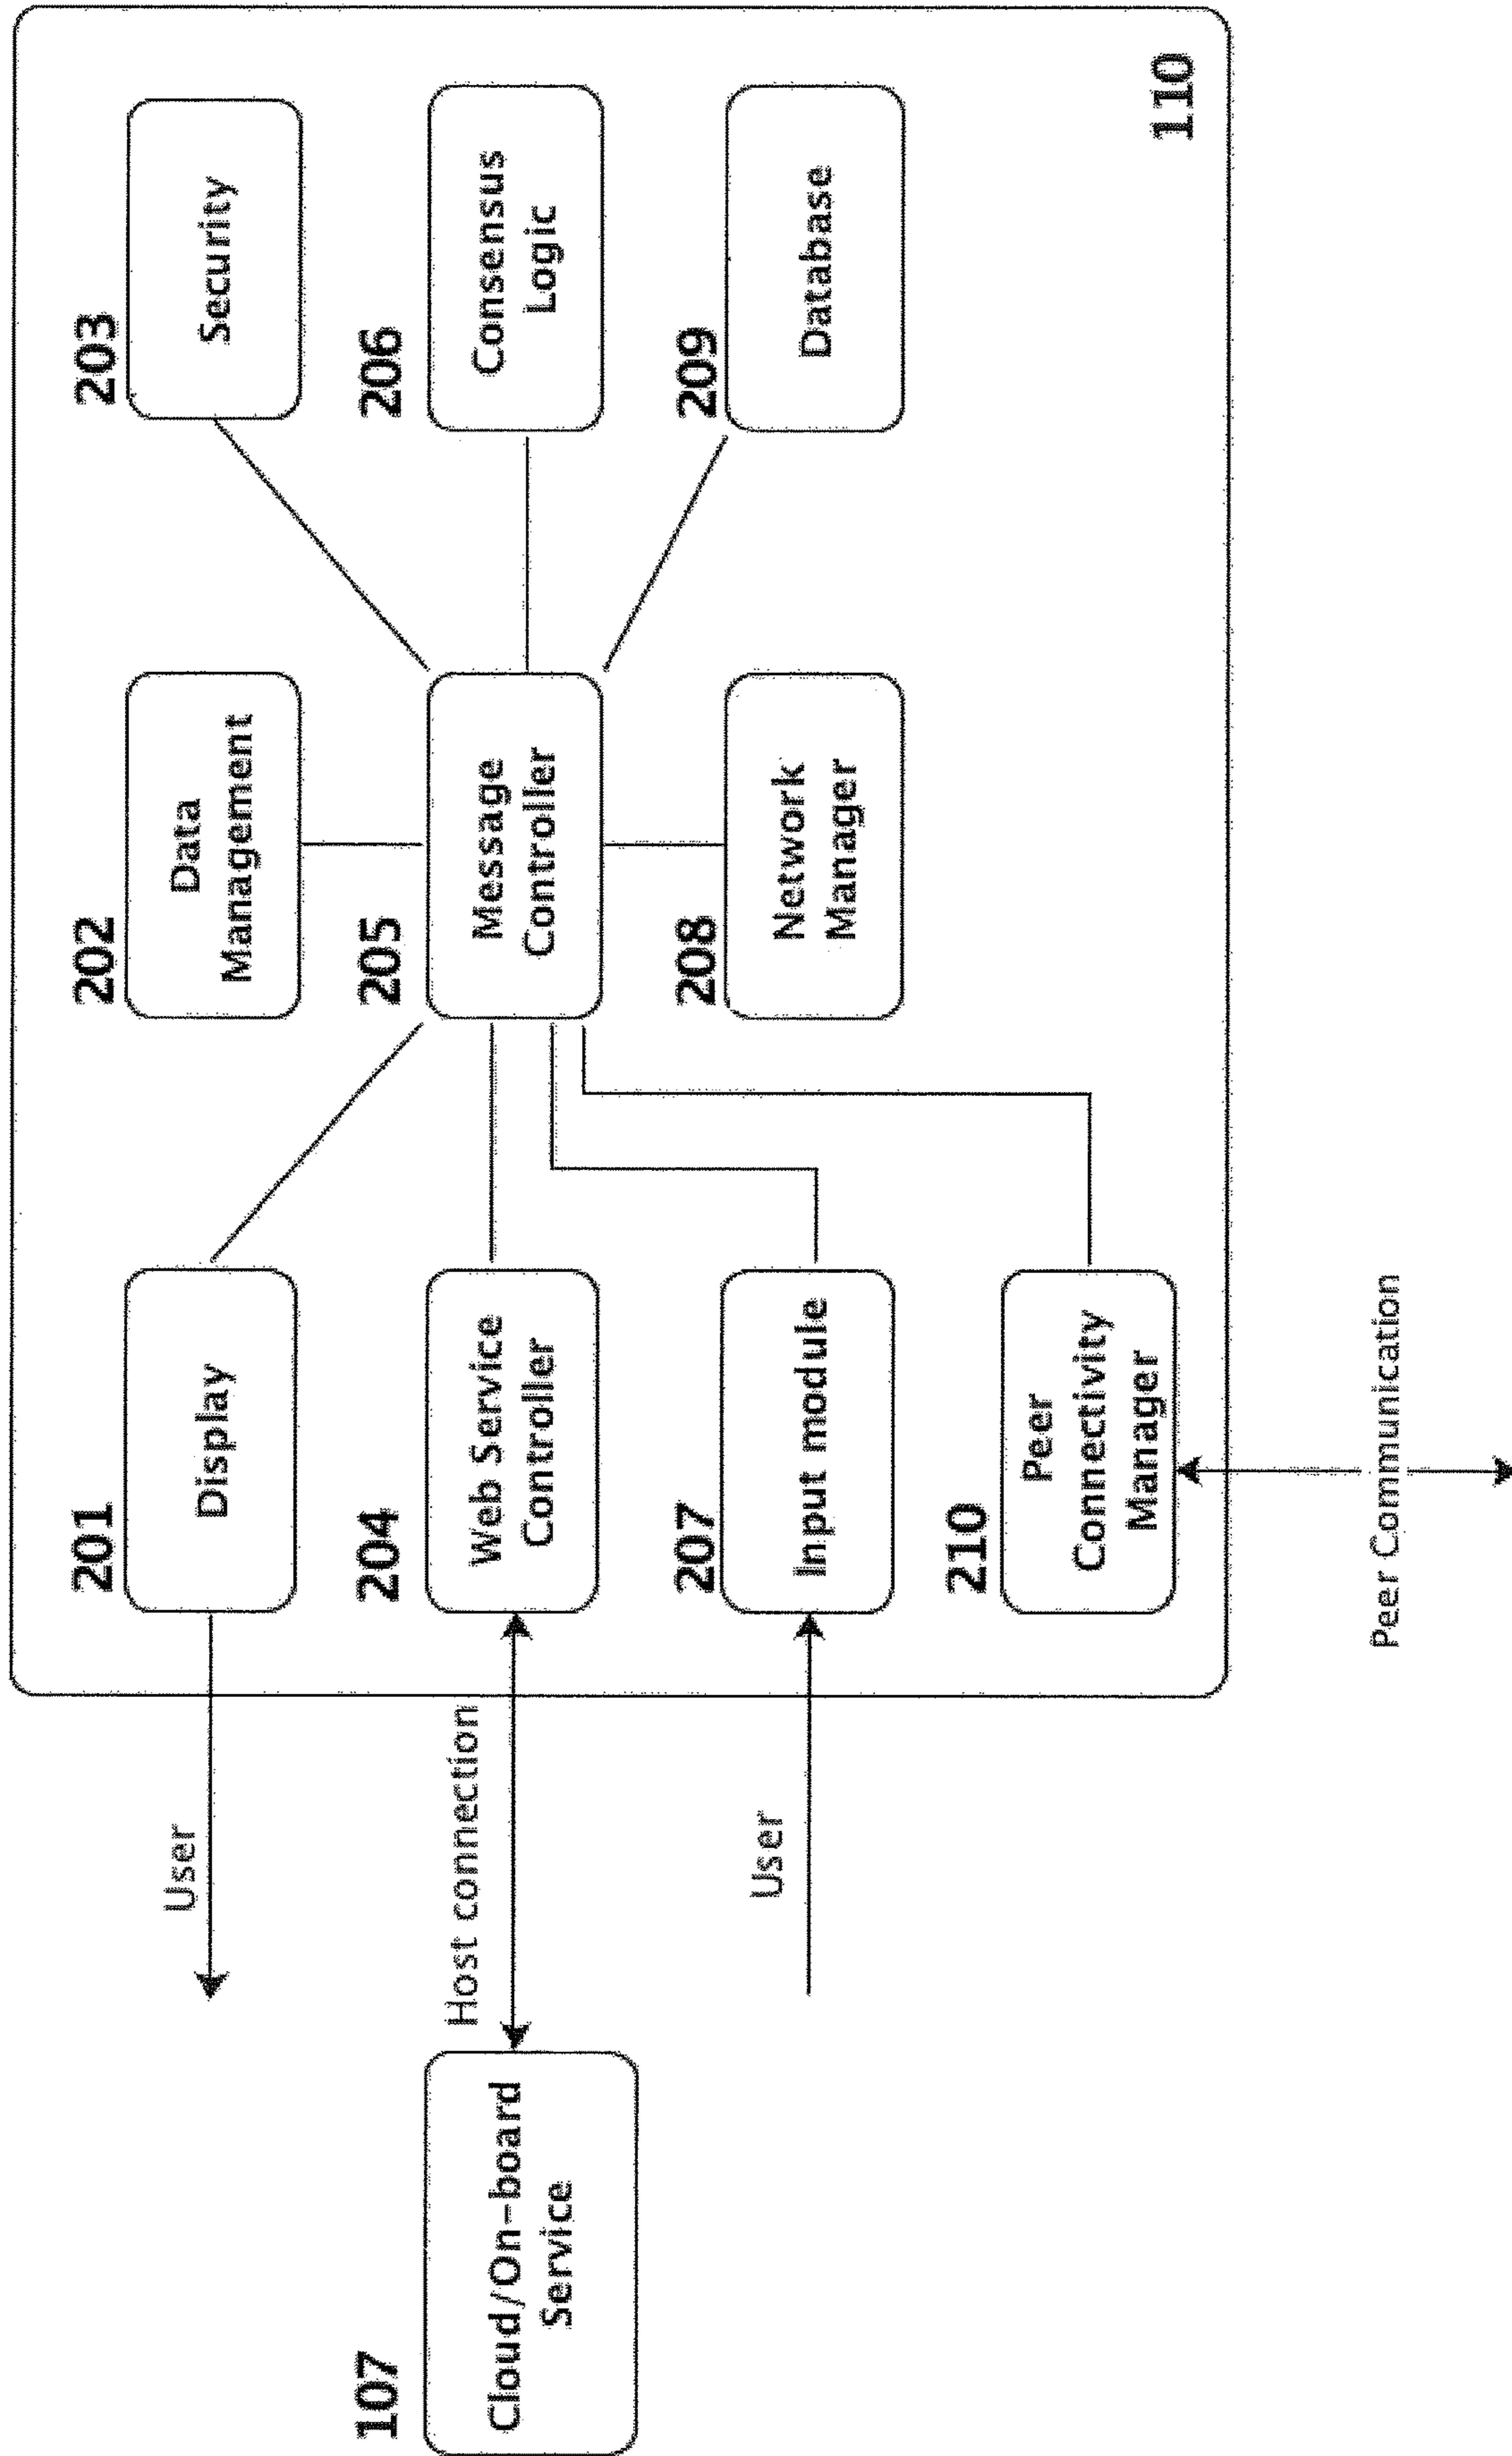 201
Display
202
Data
Management
203
Security
User
107
Cloud/On-board
Service
Host connection
204
Web Service
Controller
205
Message
Controller
206
Consensus
Logic
User
207
Input module
208
Network
Manager
209
Database
210
Peer
Connectivity
Manager
110
Peer Communication